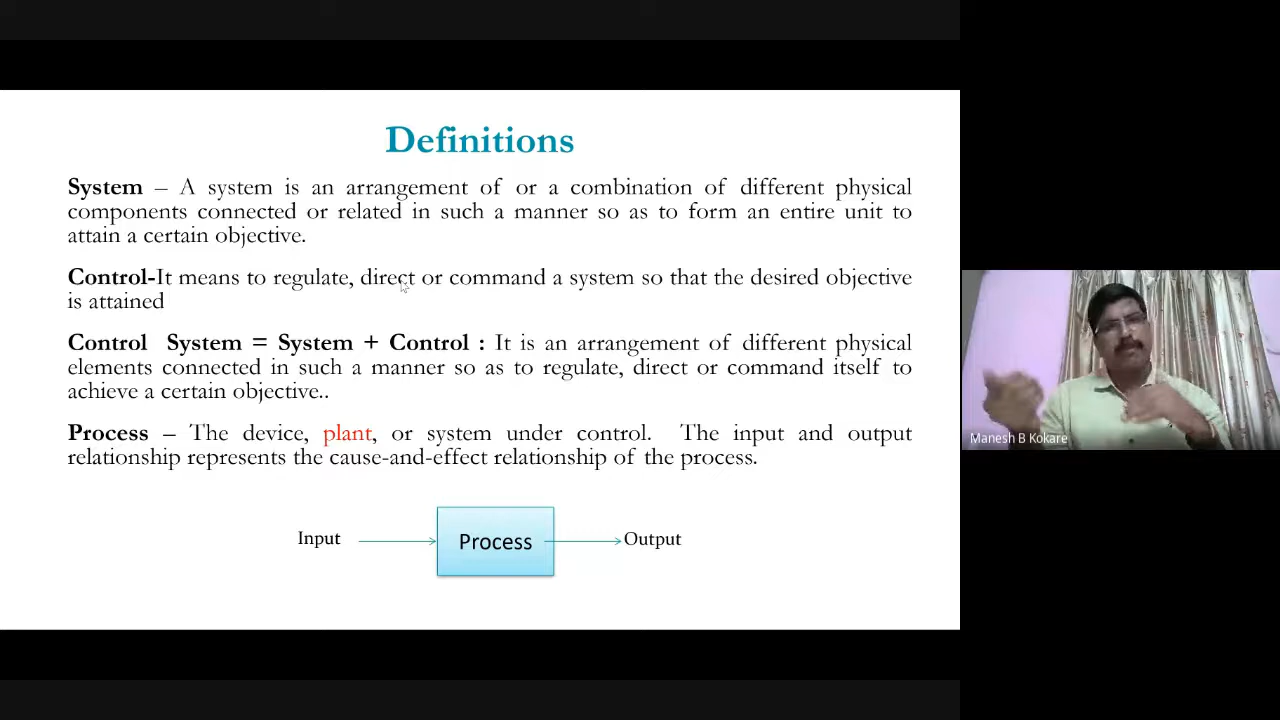 Definitions
System – A system is an arrangement of or a combination of different physical
components connected or related in such a manner so as to form an entire unit to
attain a certain objective.
Control-It means to regulate, direct or command a system so that the desired objective
is attained
Control System = System + Control : It is an arrangement of different physical
elements connected in such a manner so as to regulate, direct or command itself to
achieve a certain objective..
Process – The device, plant, or system under control. The input and output
relationship represents the cause-and-effect relationship of the process.
Input
Process
Output
Manesh B Kokare